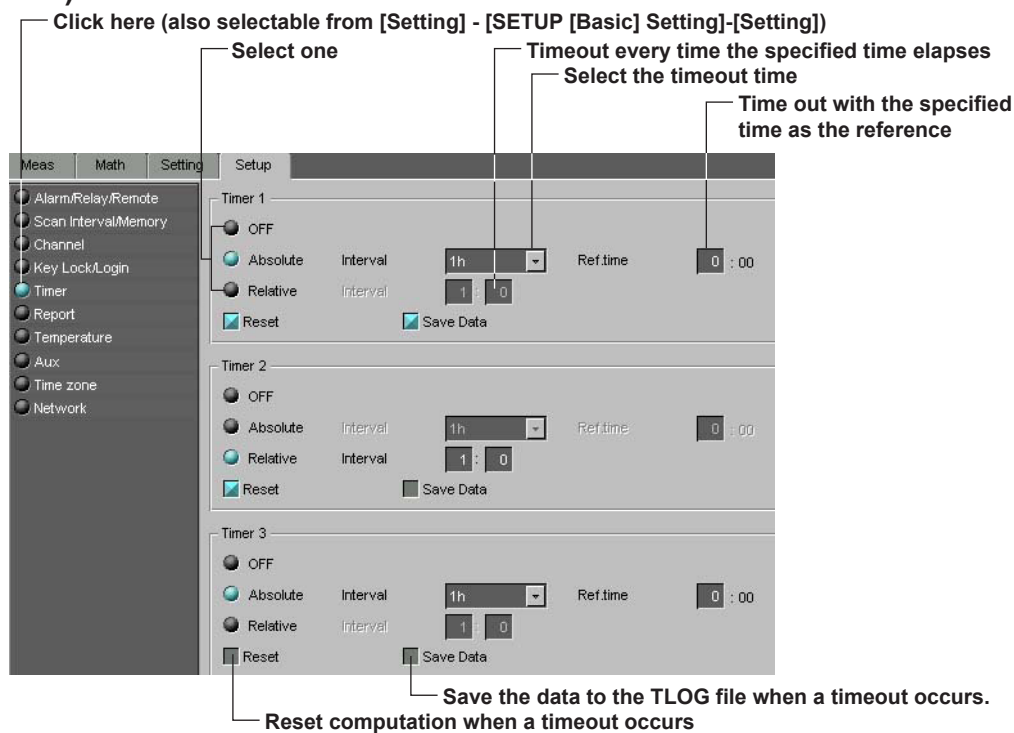 Click here (also selectable from [Setting] - [SETUP [Basic] Setting]-[Setting])
Select one
Timeout every time the specified time elapses
Select the timeout time
Time out with the specified
time as the reference
Meas Math Setting Setup
Alarm/Relay/Remote
Scan Interval/Memory
Channel
Key Lock/Login
Timer
Report
Temperature
Aux
Time zone
Network
Timer 1
OFF
Absolute Interval 1h Ref.time 0 : 00
Relative Interval 1 : 0
Reset Save Data
Timer 2
OFF
Absolute Interval 1h Ref.time 0 : 00
Relative Interval 1 : 0
Reset Save Data
Timer 3
OFF
Absolute Interval 1h Ref.time 0 : 00
Relative Interval 1 : 0
Reset Save Data
Save the data to the TLOG file when a timeout occurs.
Reset computation when a timeout occurs